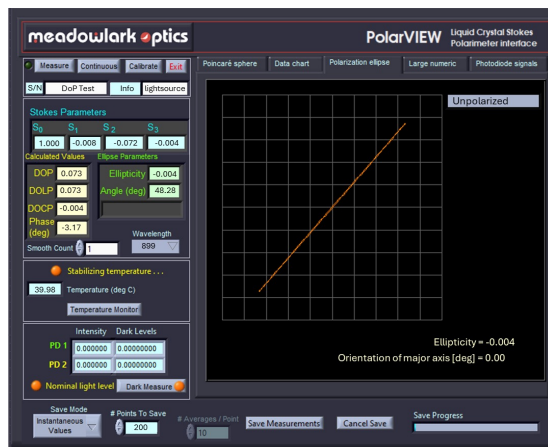 meadowlark optics
PolarVIEW
Liquid Crystal Stokes
Polarimeter interface
Measure Continuous Calibrate Exit
Poincaré sphere Data chart Polarization ellipse Large numeric Photodiode signals
S/N DoP Test Info lightsource
Unpolarized
Stokes Parameters
S0 S1 S2 S3
1.000 -0.008 -0.072 -0.004
Calculated Values Ellipse Parameters
DOP 0.073 Ellipticity -0.004
DOLP 0.073 Angle (deg) 48.28
DOCP -0.004
Phase
(deg) -3.17
Wavelength
Smooth Count 1 899
Stabilizing temperature . . .
39.98 Temperature (deg C)
Temperature Monitor
Intensity Dark Levels
PD 1 0.000000 0.00000000
PD 2 0.000000 0.00000000
Nominal light level Dark Measure
Ellipticity = -0.004
Orientation of major axis [deg] = 0.00
Save Mode # Points To Save # Averages / Point Save Progress
Instantaneous
Values 200 10 Save Measurements Cancel Save